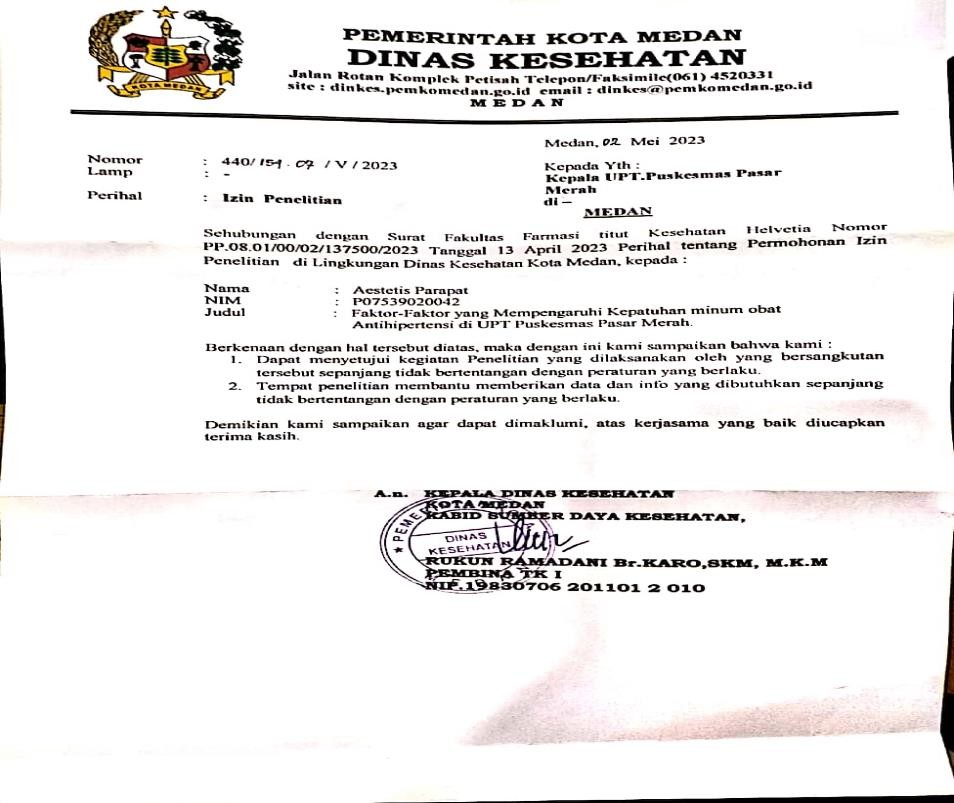 PEMERINTAH KOTA MEDAN
DINAS KESEHATAN
Jalan Rotan Komplek Petisah Telepon/Faksimile(061) 4520331
site : dinkes.pemkomedan.go.id email : dinkes@pemkomedan.go.id
MEDAN
KOTA MEDAN
Medan, 02 Mei 2023
Nomor : 440/159.07/V/2023
Lamp : -
Perihal : Izin Penelitian
Kepada Yth :
Kepala UPT.Puskesmas Pasar
Merah
di –
MEDAN
Sehubungan dengan Surat Fakultas Farmasi titut Kesehatan Helvetia Nomor
PP.08.01/00/02/137500/2023 Tanggal 13 April 2023 Perihal tentang Permohonan Izin
Penelitian di Lingkungan Dinas Kesehatan Kota Medan, kepada :
Nama : Aestetis Parapat
NIM : P07539020042
Judul : Faktor-Faktor yang Mempengaruhi Kepatuhan minum obat
Antihipertensi di UPT Puskesmas Pasar Merah.
Berkenaan dengan hal tersebut diatas, maka dengan ini kami sampaikan bahwa kami :
1. Dapat menyetujui kegiatan Penelitian yang dilaksanakan oleh yang bersangkutan
tersebut sepanjang tidak bertentangan dengan peraturan yang berlaku.
2. Tempat penelitian membantu memberikan data dan info yang dibutuhkan sepanjang
tidak bertentangan dengan peraturan yang berlaku.
Demikian kami sampaikan agar dapat dimaklumi, atas kerjasama yang baik diucapkan
terima kasih.
A.n. KEPALA DINAS KESEHATAN
KOTA MEDAN
KABID SUMBER DAYA KESEHATAN,
DINAS
KESEHATAN
RUKUN RAMADANI Br.KARO,SKM, M.K.M
PEMBINA TK I
NIP.19830706 201101 2 010